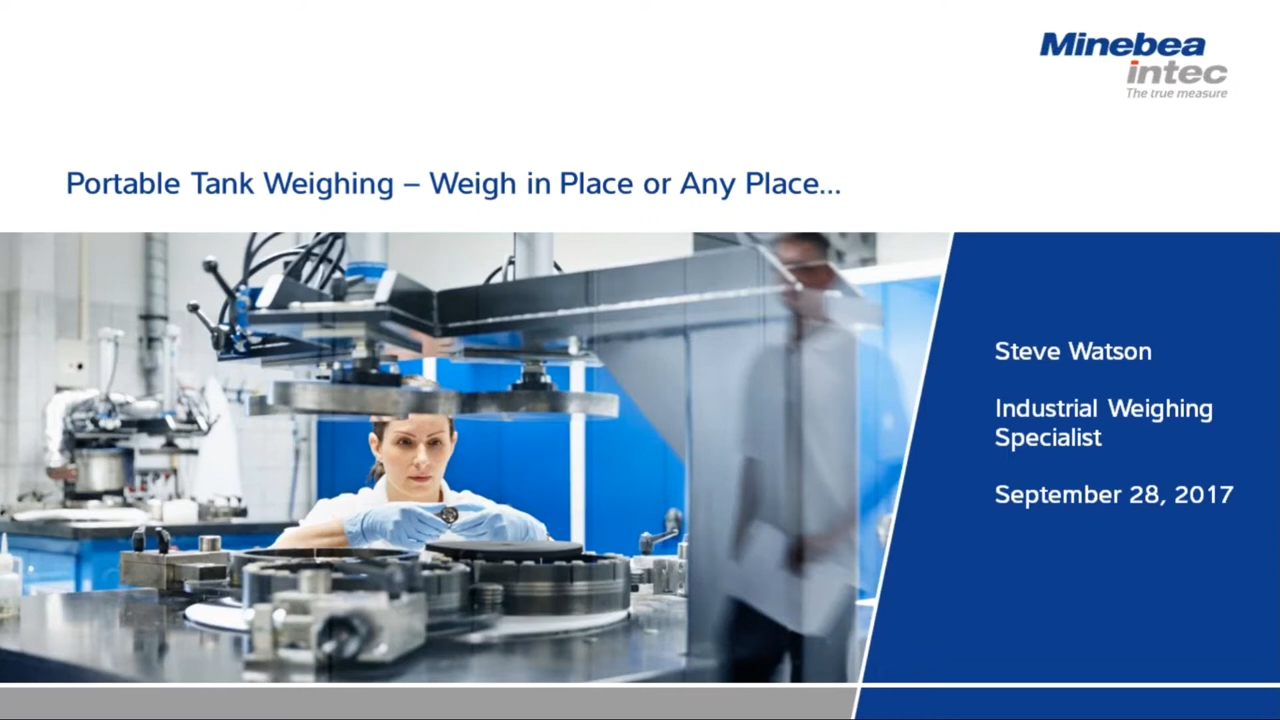 Minebea
intec
The true measure
Portable Tank Weighing – Weigh in Place or Any Place...
Steve Watson
Industrial Weighing
Specialist
September 28, 2017